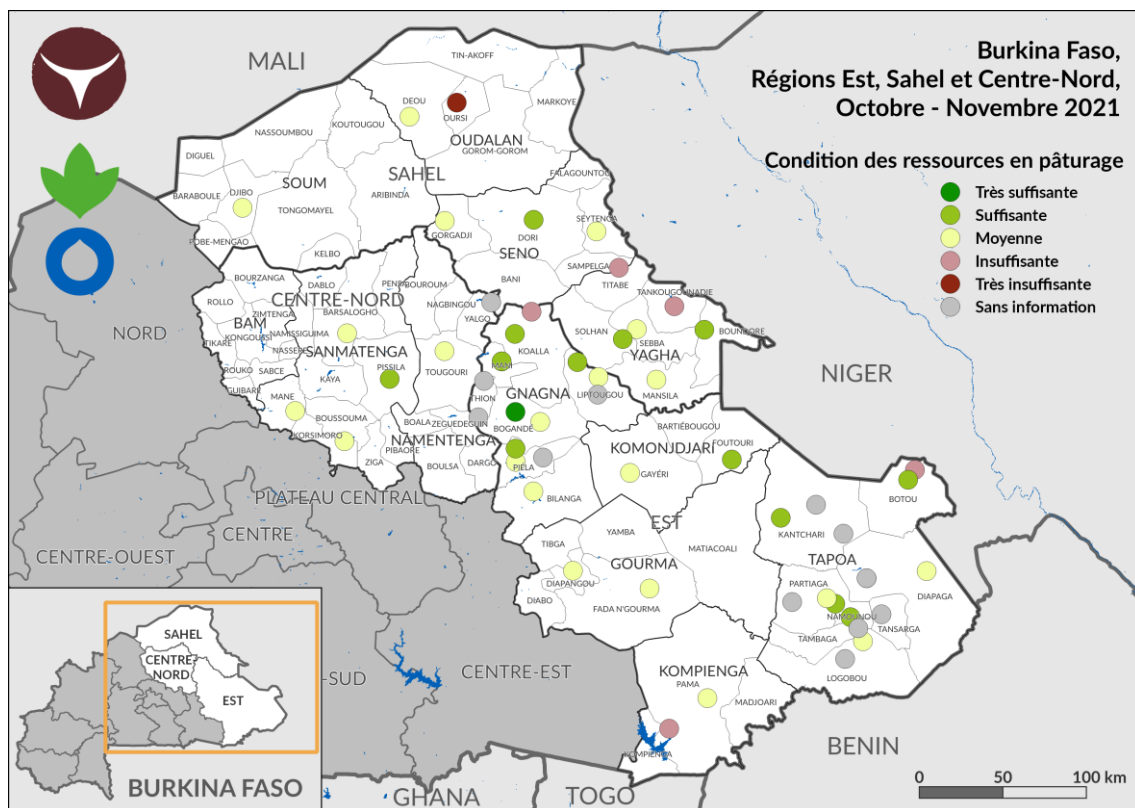 Burkina Faso,
Régions Est, Sahel et Centre-Nord,
Octobre - Novembre 2021
Condition des ressources en pâturage
Très suffisante
Suffisante
Moyenne
Insuffisante
Très insuffisante
Sans information
MALI
TIN-AKOFF
DEOU
OURSI
MARKOYE
KOUTOUGOU
NASSOUMBOU
OUDALAN
GOROM-GOROM
DIGUEL
SAHEL
FALAGOUNTOU
BARABOULE
DJIBO
SOUM
ARIBINDA
TONGOMAYEL
GORGADJI
DORI
SEYTENGA
POBE-MENGAO
KELBO
SENO
BANI
SAMPELGA
TITABE
TANKOUGOUNADIE
BOURZANGA
DABLO
BOUROUM
ROLLO
CENTRE-NORD
NAGBINGOU
YALGO
ZIMTENGA
BARSALOGHO
NORD
BAM
KONGOUSSI
NAMISSIGUIMA
SOLHAN
SEBBA
BOUNDORE
TIKARE
NASSERE
SANMATENGA
KOALLA
YAGHA
MANI
ROUKO
SABCE
KAYA
PISSILA
TOUGOURI
NIGER
GUIBARE
MANE
THION
GNAGNA
LIPTOUGOU
MANSILA
BOUSSOUMA
BOALA
ZEGUEDEGUIN
BOGANDE
BARTIÉBOUGOU
KORSIMORO
NAMENTENGA
KOMONDJARI
FOUTOURI
PIBAORE
ZIGA
BOULSA
DARGO
PIELA
GAYÉRI
PLATEAU CENTRAL
BILANGA
BOTOU
CENTRE
EST
KANTCHARI
YAMBA
TIBGA
MATIACOALI
CENTRE-OUEST
TAPOA
GOURMA
DIAPANGOU
PARTIAGA
DIAPAGA
DIABO
FADA N'GOURMA
NAMOUNOU
TANSARGA
TAMBAGA
SAHEL
CENTRE-
NORD
EST
-SUD
CENTRE-EST
KOMPIENGA
PAMA
LOGOBOU
MADJOARI
KOMPIENGA
BENIN
BURKINA FASO
GHANA
TOGO
0 50 100 km